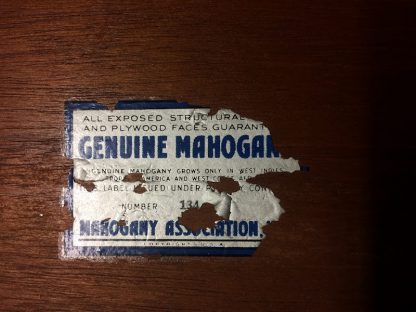 ALL EXPOSED STRUCTURAL
AND PLYWOOD FACES GUARANT
GENUINE MAHOGAN
GENUINE MAHOGANY GROWS ONLY IN WEST INDIES
AMERICA AND WEST
LABEL ISSUED UNDER
NUMBER 134
MAHOGANY ASSOCIATION,
COPYRIGHT U.S.A.